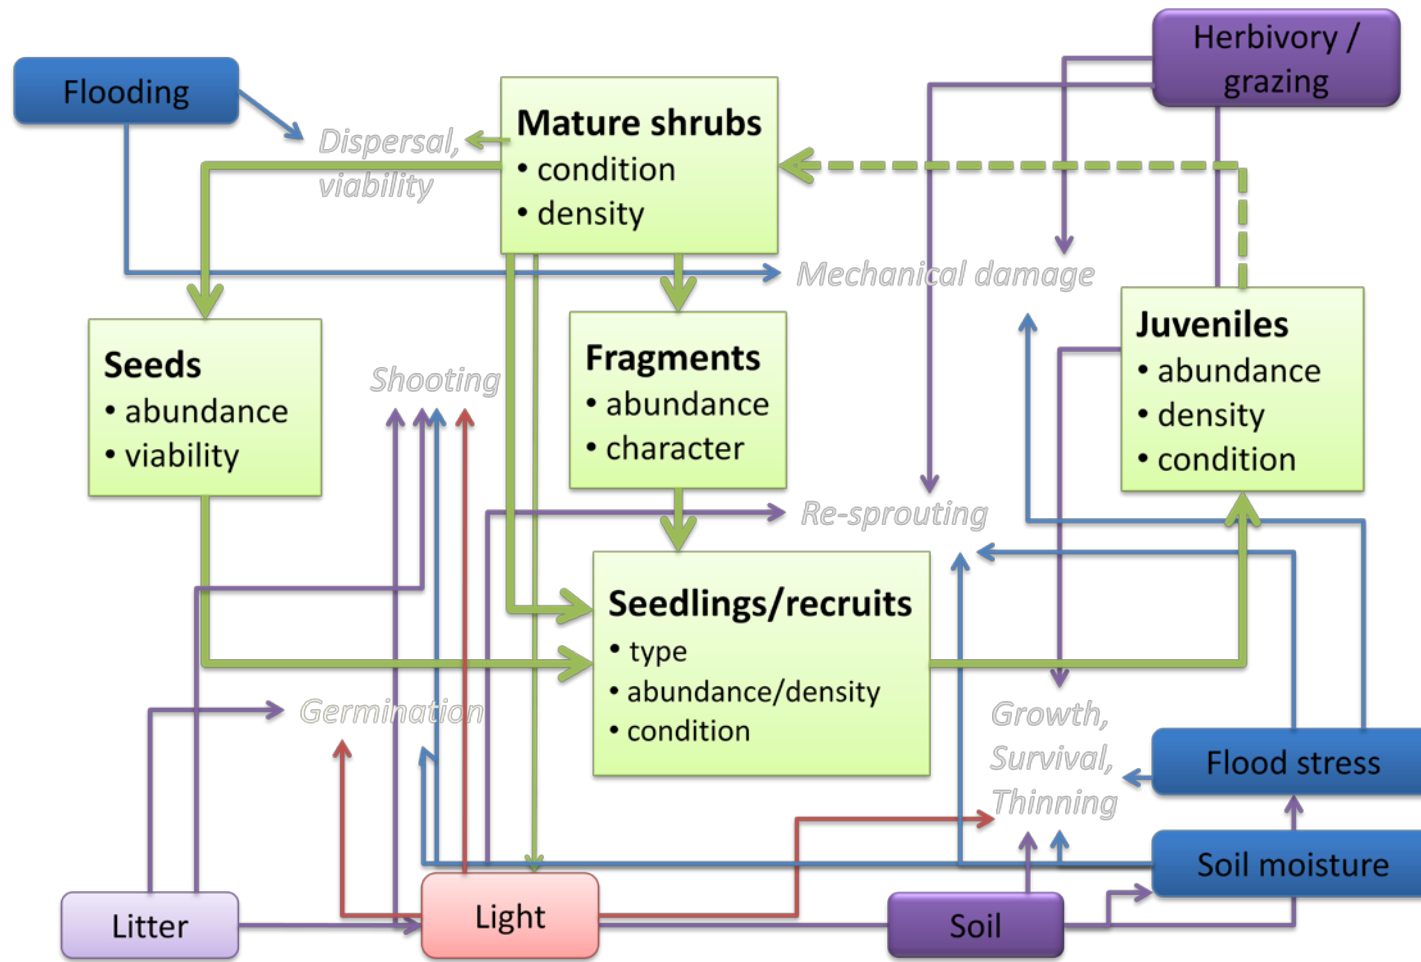 Herbivory /
grazing
Flooding
Mature shrubs
• condition
• density
Dispersal,
viability
Mechanical damage
Seeds
• abundance
• viability
Shooting
Fragments
• abundance
• character
Juveniles
• abundance
• density
• condition
Re-sprouting
Seedlings/recruits
• type
• abundance/density
• condition
Germination
Growth,
Survival,
Thinning
Flood stress
Soil moisture
Litter
Light
Soil